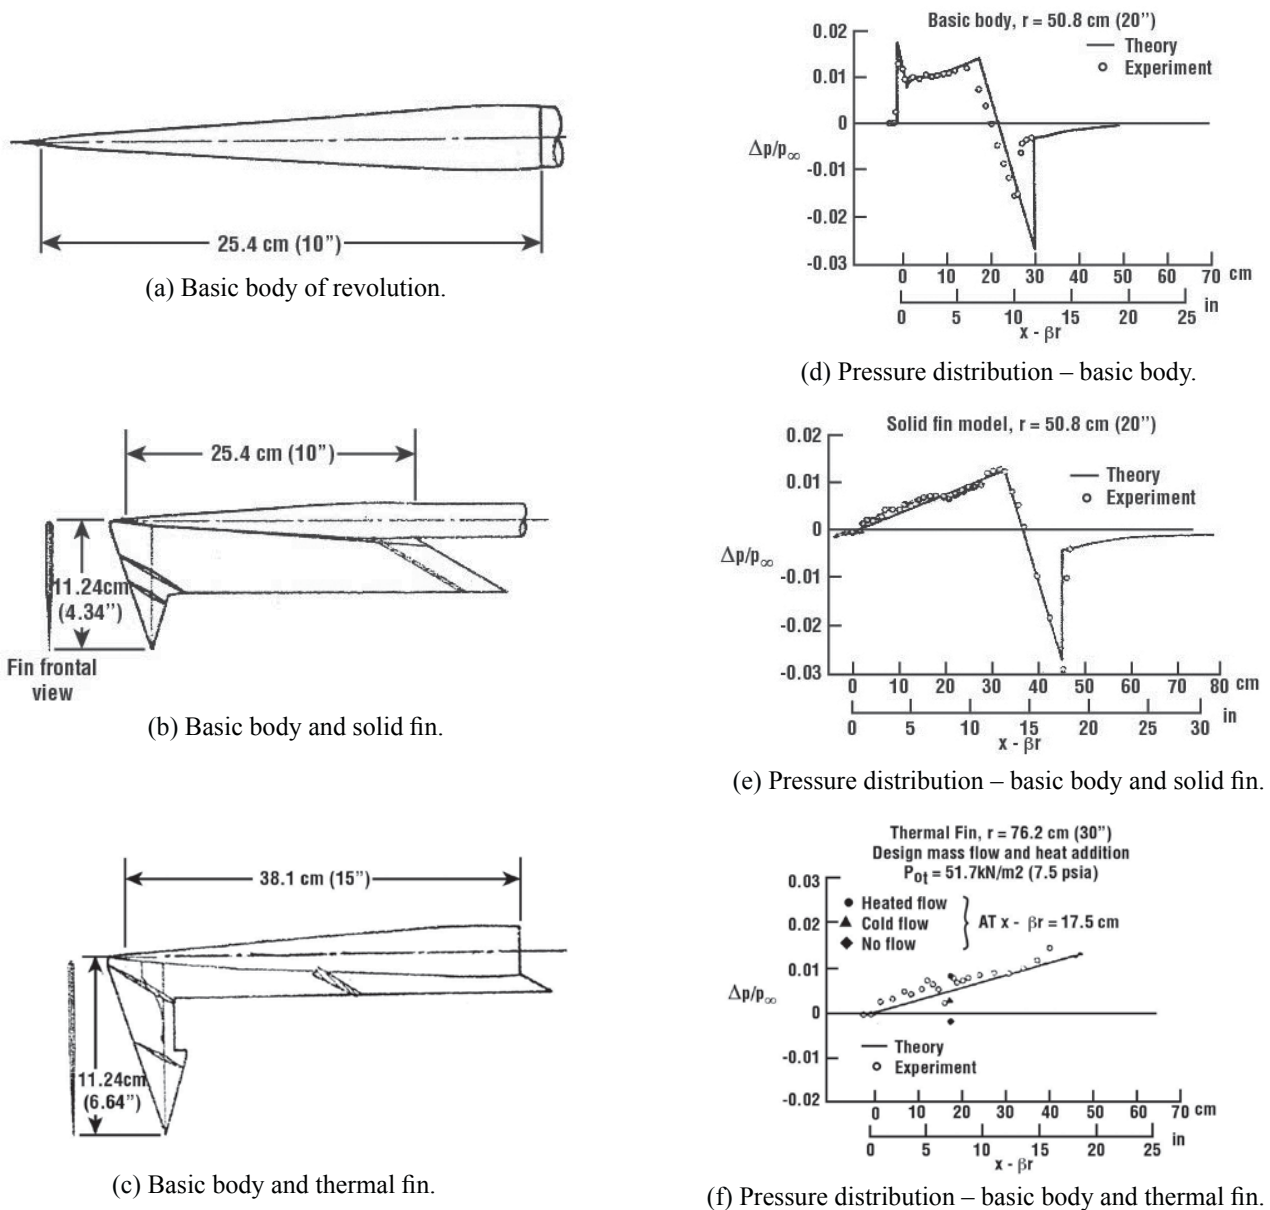 25.4 cm (10”)
(a) Basic body of revolution.
Basic body, r = 50.8 cm (20”)
Theory
Experiment
0.02
0.01
0
-0.01
-0.02
-0.03
Δp/p∞
0 10 20 30 40 50 60 70 cm
0 5 10 15 20 25 in
x - βr
(d) Pressure distribution – basic body.
25.4 cm (10”)
11.24cm
(4.34”)
Fin frontal
view
(b) Basic body and solid fin.
Solid fin model, r = 50.8 cm (20”)
Theory
Experiment
0.02
0.01
0
-0.01
-0.02
-0.03
Δp/p∞
0 10 20 30 40 50 60 70 80 cm
0 5 10 15 20 25 30 in
x - βr
(e) Pressure distribution – basic body and solid fin.
38.1 cm (15”)
11.24cm
(6.64”)
(c) Basic body and thermal fin.
Thermal Fin, r = 76.2 cm (30”)
Design mass flow and heat addition
Pot = 51.7kN/m2 (7.5 psia)
Heated flow
Cold flow
No flow
AT x - βr = 17.5 cm
0.03
0.02
0.01
0
-0.01
-0.02
Δp/p∞
Theory
Experiment
0 10 20 30 40 50 60 70 cm
0 5 10 15 20 25 in
x - βr
(f) Pressure distribution – basic body and thermal fin.